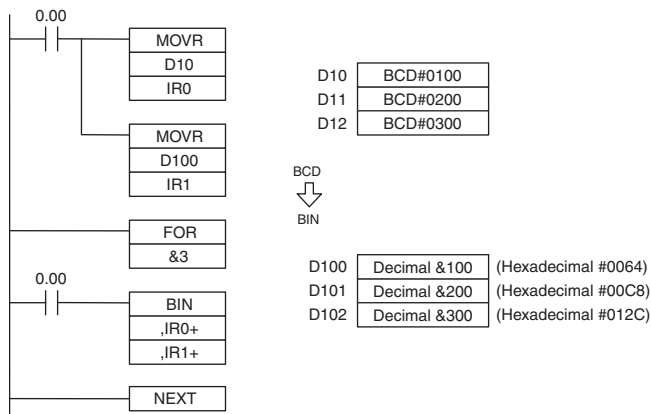 0.00
MOVR
D10
IR0
MOVR
D100
IR1
FOR
&3
0.00
BIN
,IR0+
,IR1+
NEXT
D10 BCD#0100
D11 BCD#0200
D12 BCD#0300
BCD
BIN
D100 Decimal &100 (Hexadecimal #0064)
D101 Decimal &200 (Hexadecimal #00C8)
D102 Decimal &300 (Hexadecimal #012C)